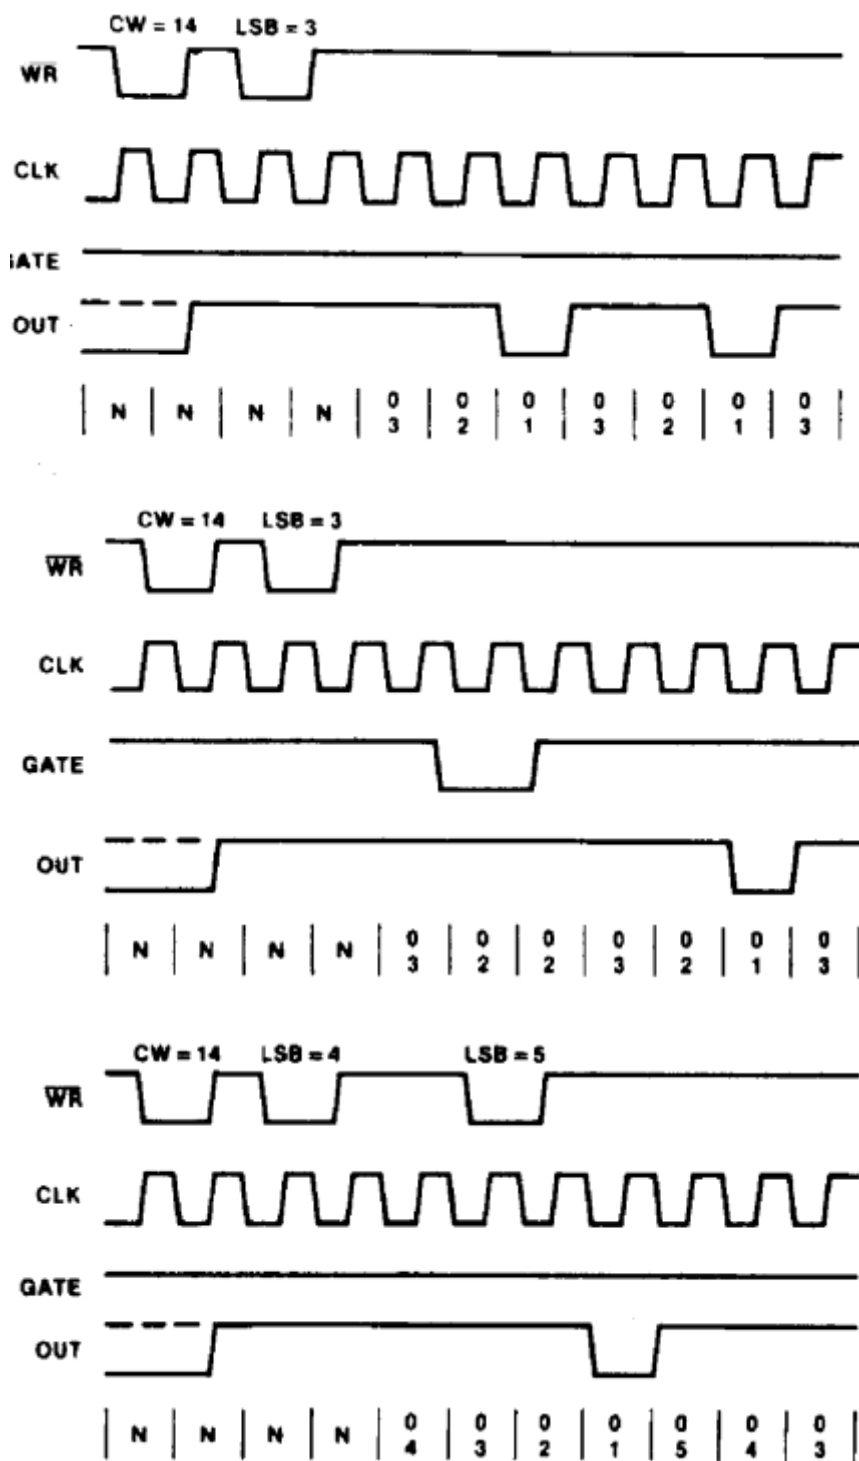 CW = 14 LSB = 3
WR
CLK
GATE
OUT
N N N N 0 3 0 2 0 1 0 3 0 2 0 1 0 3
CW = 14 LSB = 3
WR
CLK
GATE
OUT
N N N N 0 3 0 2 0 2 0 3 0 2 0 1 0 3
CW = 14 LSB = 4 LSB = 5
WR
CLK
GATE
OUT
N N N N 0 4 0 3 0 2 0 1 0 5 0 4 0 3